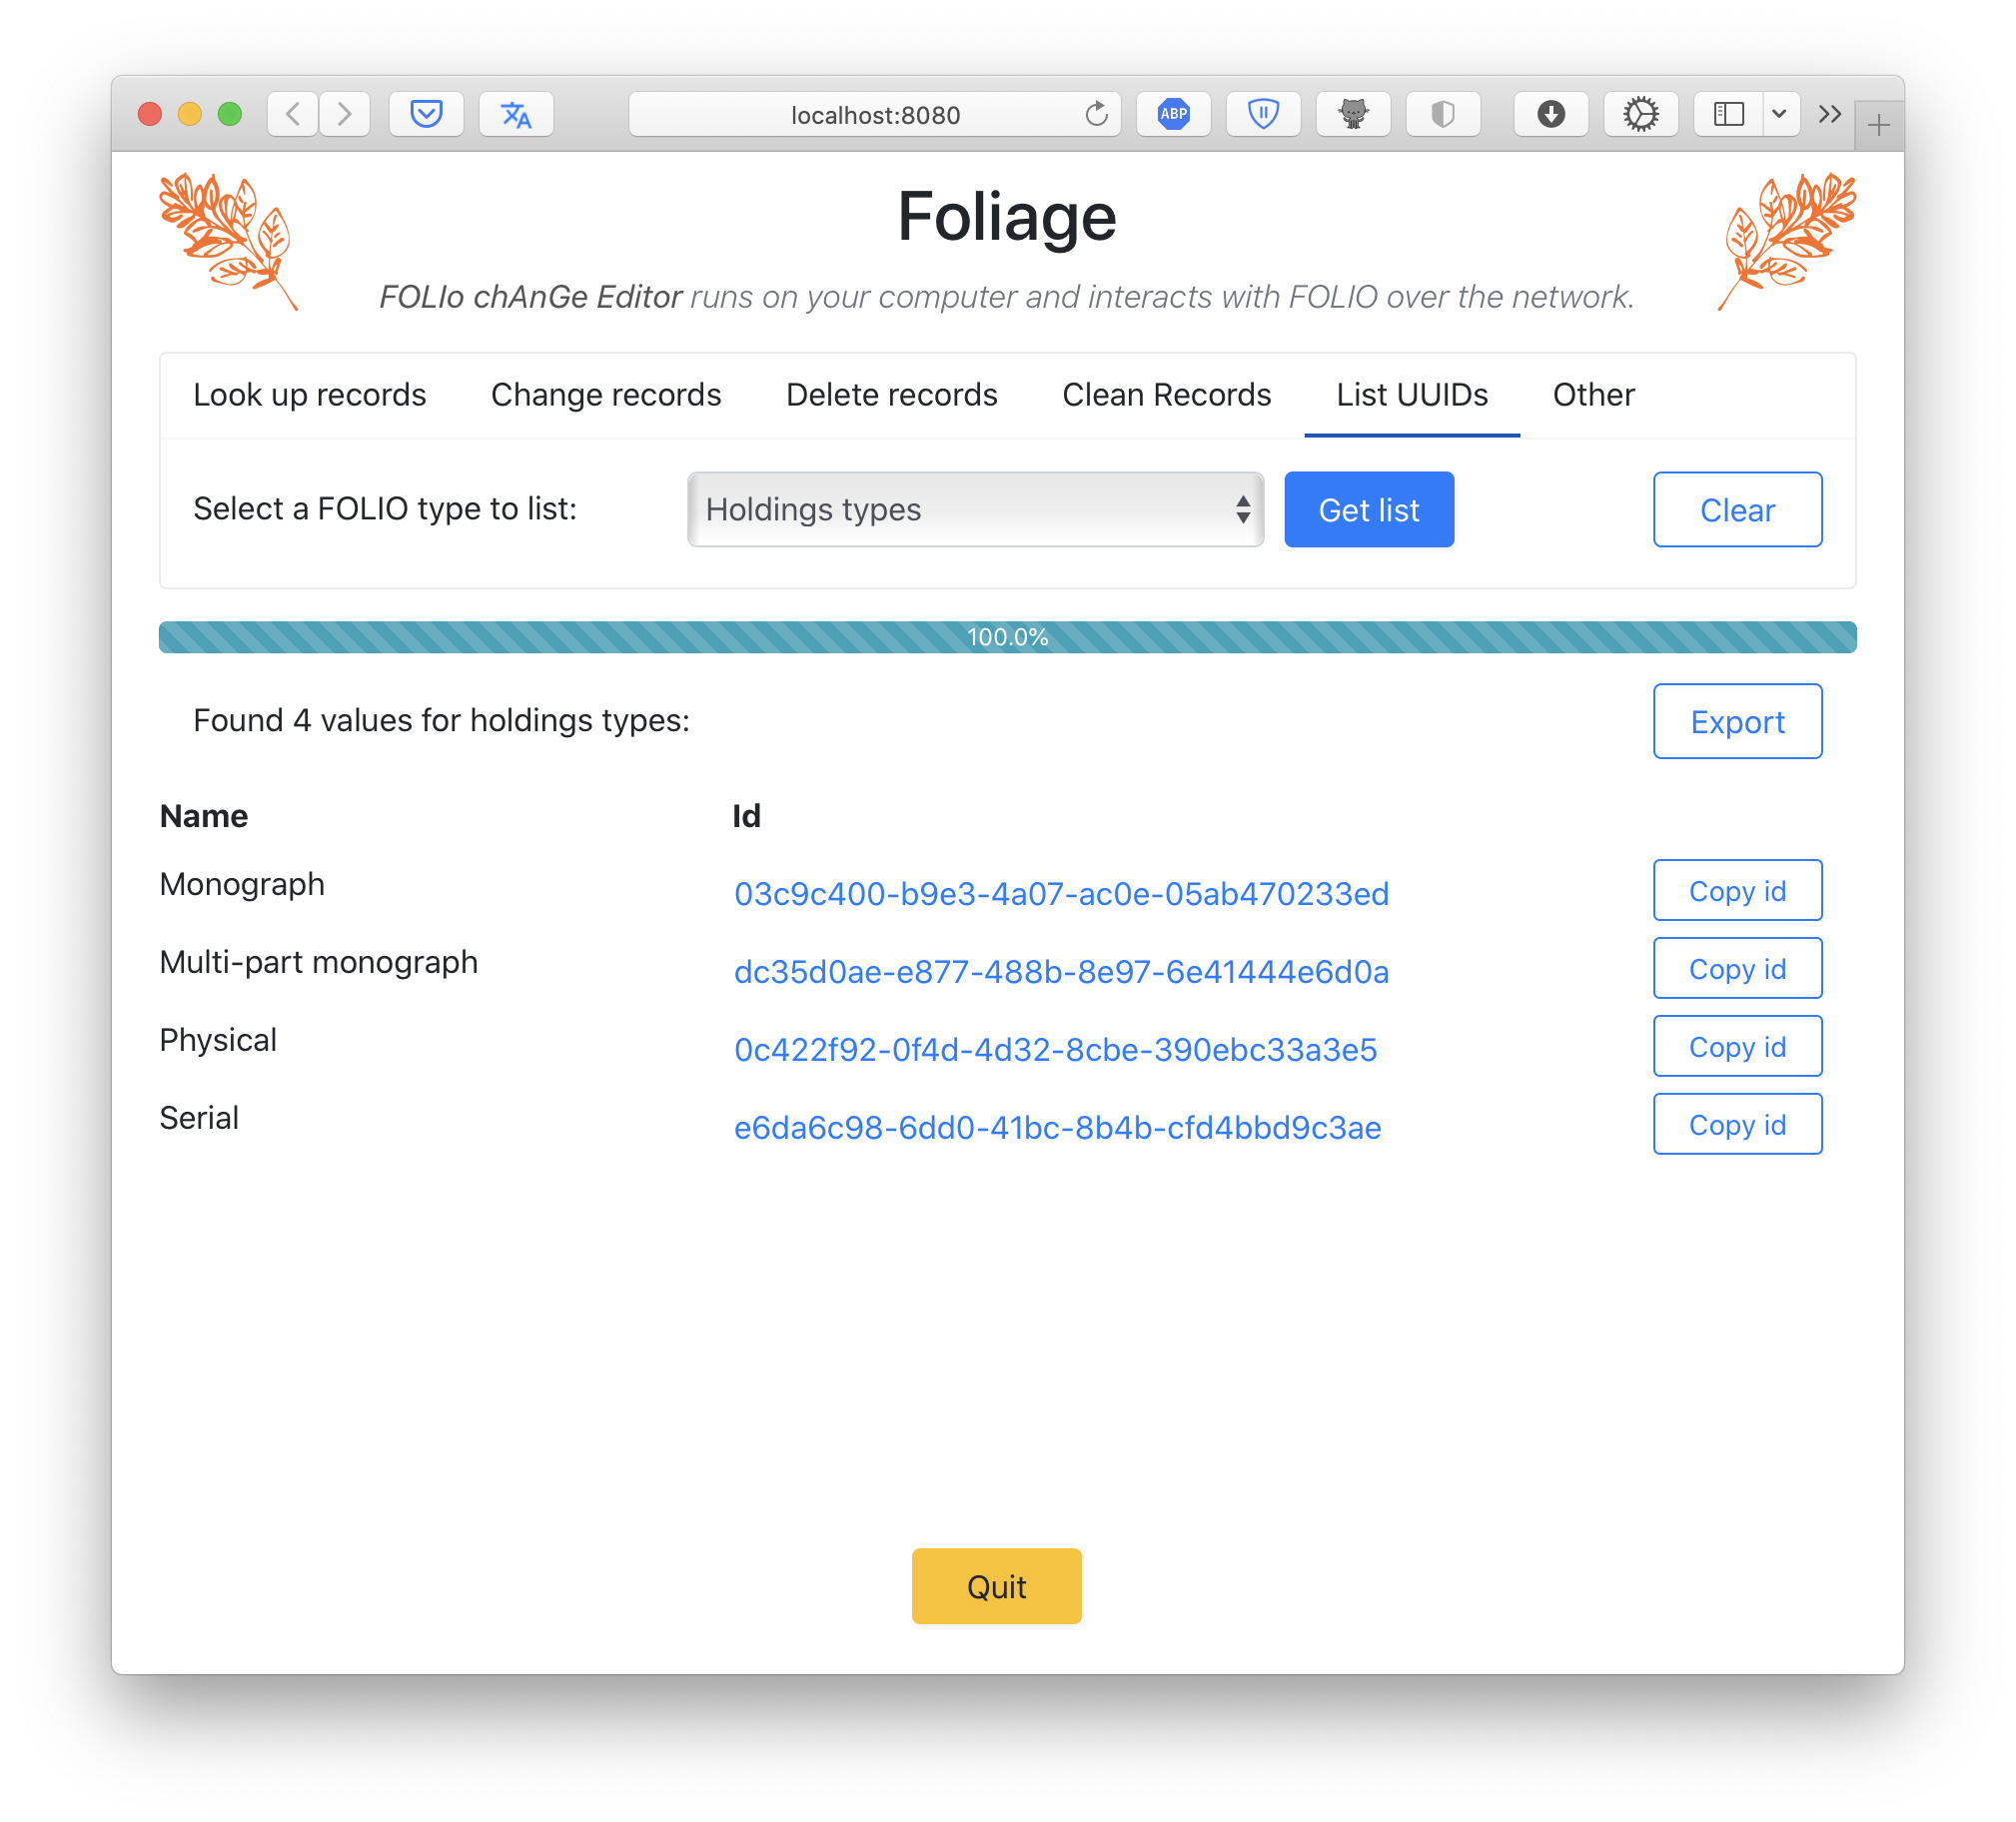 localhost:8080
ABP
Foliage
FOLIo chAnGe Editor runs on your computer and interacts with FOLIO over the network.
Look up records Change records Delete records Clean Records List UUIDs Other
Select a FOLIO type to list: Holdings types Get list Clear
100.0%
Found 4 values for holdings types: Export
Name Id
Monograph 03c9c400-b9e3-4a07-ac0e-05ab470233ed Copy id
Multi-part monograph dc35d0ae-e877-488b-8e97-6e41444e6d0a Copy id
Physical 0c422f92-0f4d-4d32-8cbe-390ebc33a3e5 Copy id
Serial e6da6c98-6dd0-41bc-8b4b-cfd4bbd9c3ae Copy id
Quit